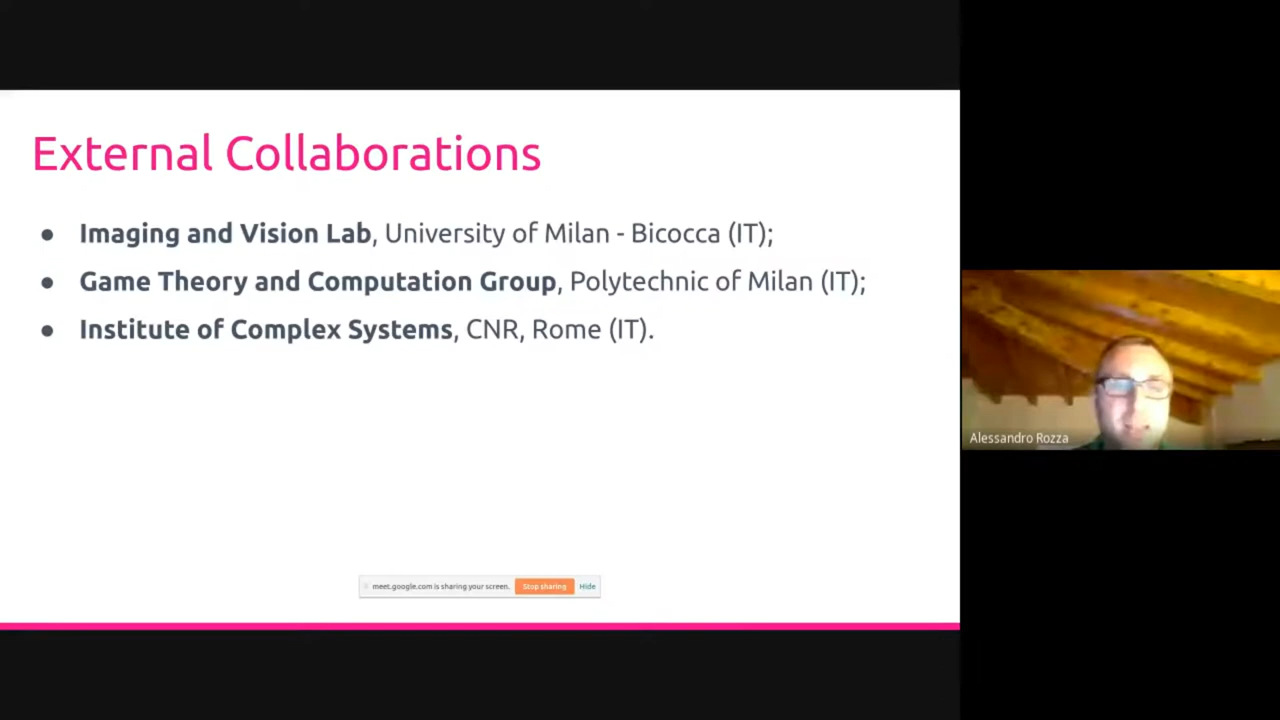 External Collaborations
● Imaging and Vision Lab, University of Milan - Bicocca (IT);
● Game Theory and Computation Group, Polytechnic of Milan (IT);
● Institute of Complex Systems, CNR, Rome (IT).
Alessandro Rozza
meet.google.com is sharing your screen. Stop sharing Hide